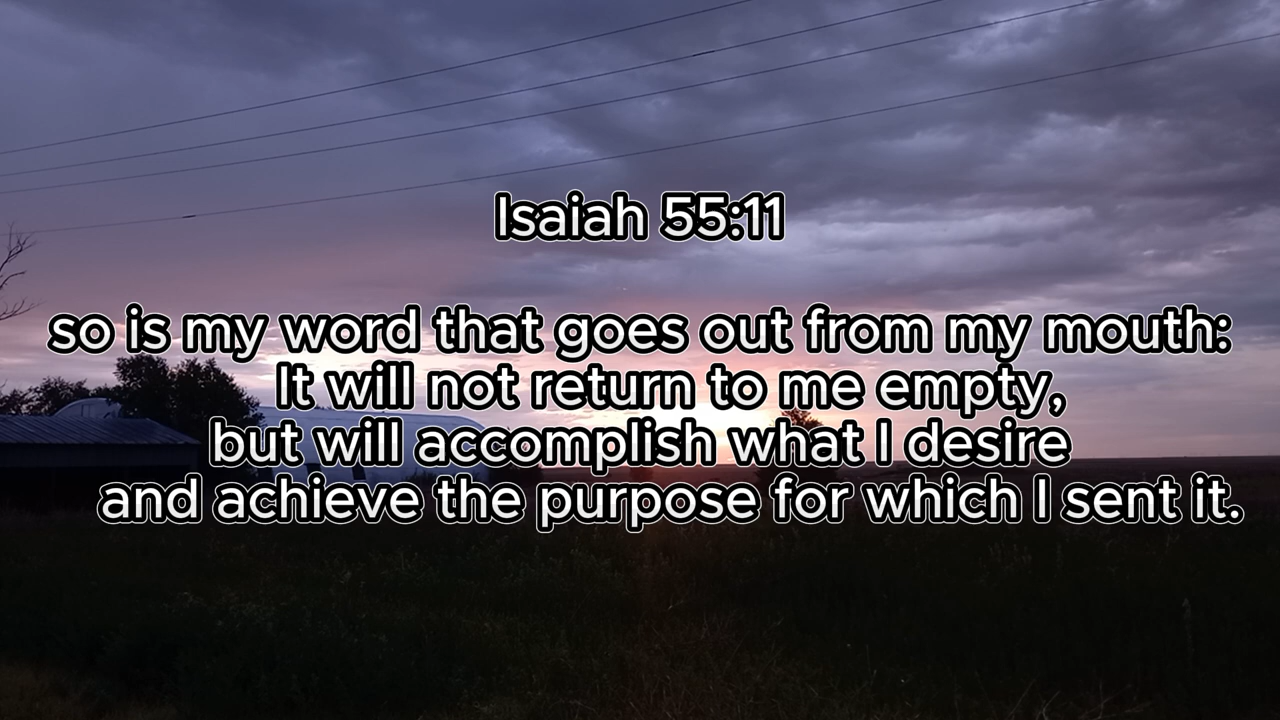 Isaiah 55:11
so is my word that goes out from my mouth:
It will not return to me empty,
but will accomplish what I desire
and achieve the purpose for which I sent it.